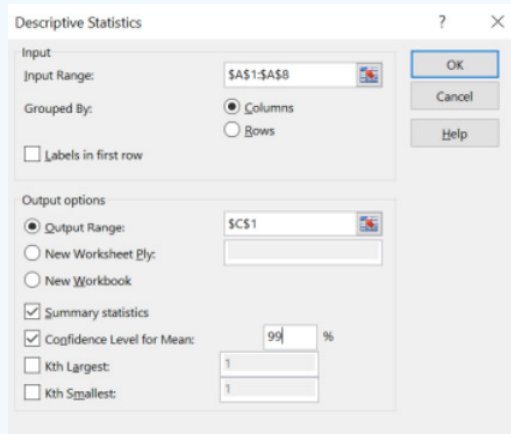 Descriptive Statistics ? ×
Input
Input Range: $A$1:$A$8
Grouped By: Columns
Rows
Labels in first row
OK
Cancel
Help
Output options
Output Range: $C$1
New Worksheet Ply:
New Workbook
Summary statistics
Confidence Level for Mean: 99 %
Kth Largest: 1
Kth Smallest: 1